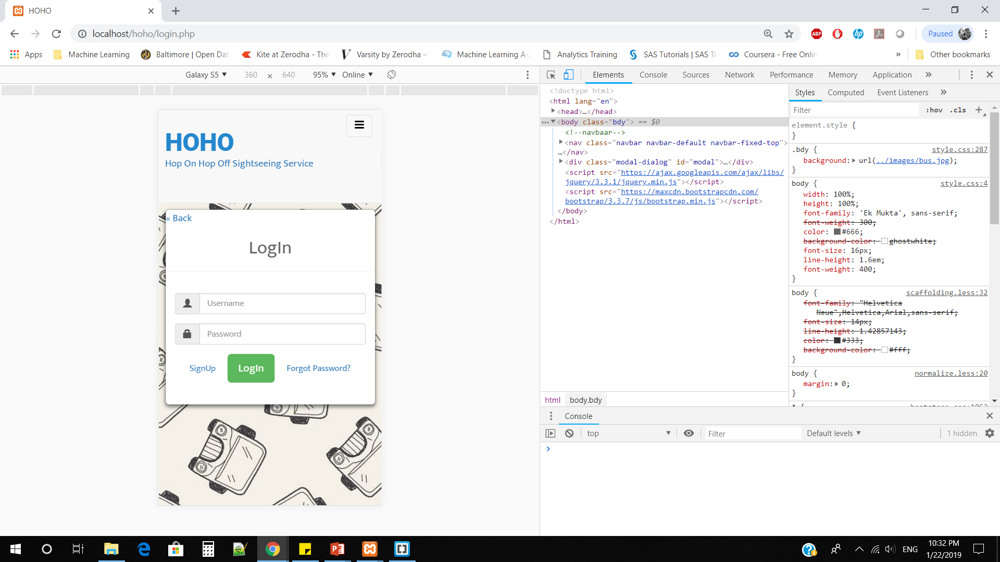 HOHO
localhost/hoho/login.php
ABP
hp
Paused
Apps
Machine Learning
Baltimore | Open Dat
Kite at Zerodha - The
Varsity by Zerodha –
Machine Learning A-
Analytics Training
SAS Tutorials | SAS Tr
Coursera - Free Onlin
»
Other bookmarks
Galaxy S5 ▼ 360 × 640 95% ▼ Online ▼
HOHO
Hop On Hop Off Sightseeing Service
« Back
LogIn
Username
Password
SignUp LogIn Forgot Password?
Elements Console Sources Network Performance Memory Application »
<!doctype html>
<html lang="en">
▶<head>…</head>
…▼<body class="bdy"> == $0
<!--navbaar-->
▶<nav class="navbar navbar-default navbar-fixed-top">
…</nav>
▶<div class="modal-dialog" id="modal">…</div>
<script src="https://ajax.googleapis.com/ajax/libs/
jquery/3.3.1/jquery.min.js"></script>
<script src="https://maxcdn.bootstrapcdn.com/
bootstrap/3.3.7/js/bootstrap.min.js"></script>
</body>
</html>
html body.bdy
Styles Computed Event Listeners »
Filter :hov .cls +
element.style {
}
.bdy { style.css:287
background:▶ url(../images/bus.jpg);
}
body { style.css:4
width: 100%;
height: 100%;
font-family: 'Ek Mukta', sans-serif;
font-weight: 300;
color: #666;
background-color: ghostwhite;
font-size: 16px;
line-height: 1.6em;
font-weight: 400;
}
body { scaffolding.less:32
font-family: "Helvetica
Neue",Helvetica,Arial,sans-serif;
font-size: 14px;
line-height: 1.42857143;
color: #333;
background-color: #fff;
}
body { normalize.less:20
margin:▶ 0;
}
* { bootstrap.css:1062
Console
top ▼ Filter Default levels ▼ 1 hidden
>
ENG
10:32 PM
1/22/2019